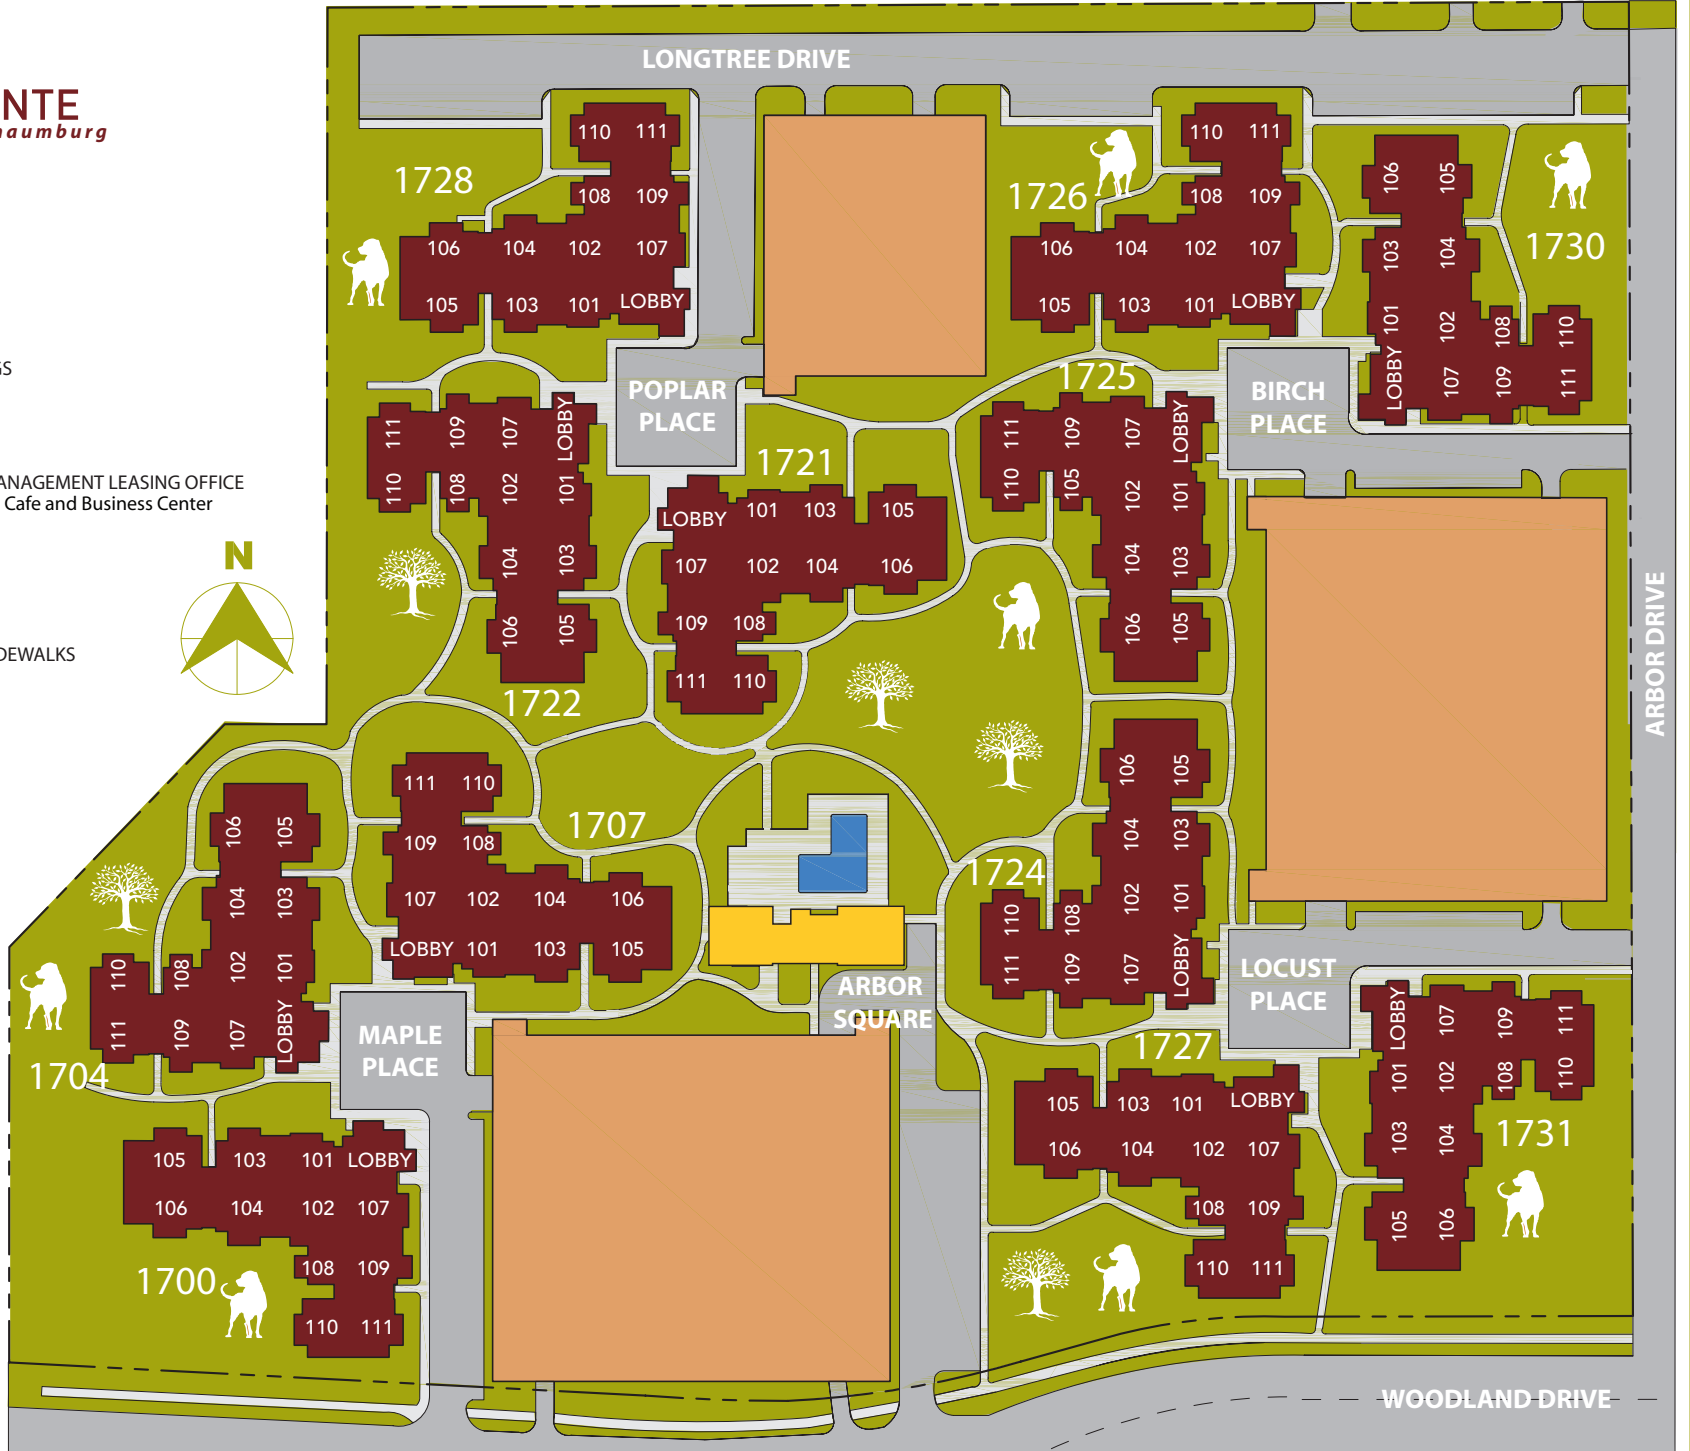 NTE
haumburg
GS
ANAGEMENT LEASING OFFICE
Cafe and Business Center
N
DEWALKS
LONGTREE DRIVE
1728
110 111
108 109
106 104 102 107
105 103 101 LOBBY
1726
110 111
108 109
106 104 102 107
105 103 101 LOBBY
1730
106 105
103 104
101 102 108 110
LOBBY 107 109 111
POPLAR
PLACE
BIRCH
PLACE
1725
111 109 107 LOBBY
110 105 102 101
104 103
106 105
111 109 107 LOBBY
110 108 102 101
104 103
106 105
1722
1721
LOBBY 101 103 105
107 102 104 106
109 108
111 110
ARBOR DRIVE
1707
111 110
109 108
107 102 104 106
LOBBY 101 103 105
106 105
104 103
110 108 102 101
111 109 107 LOBBY
1704
1724
106 105
104 103
110 108 102 101
111 109 107 LOBBY
ARBOR
SQUARE
MAPLE
PLACE
LOCUST
PLACE
1727
105 103 101 LOBBY
106 104 102 107
108 109
110 111
LOBBY 107 109 111
101 102 108 110
103 104
105 106
1731
105 103 101 LOBBY
106 104 102 107
108 109
110 111
1700
WOODLAND DRIVE